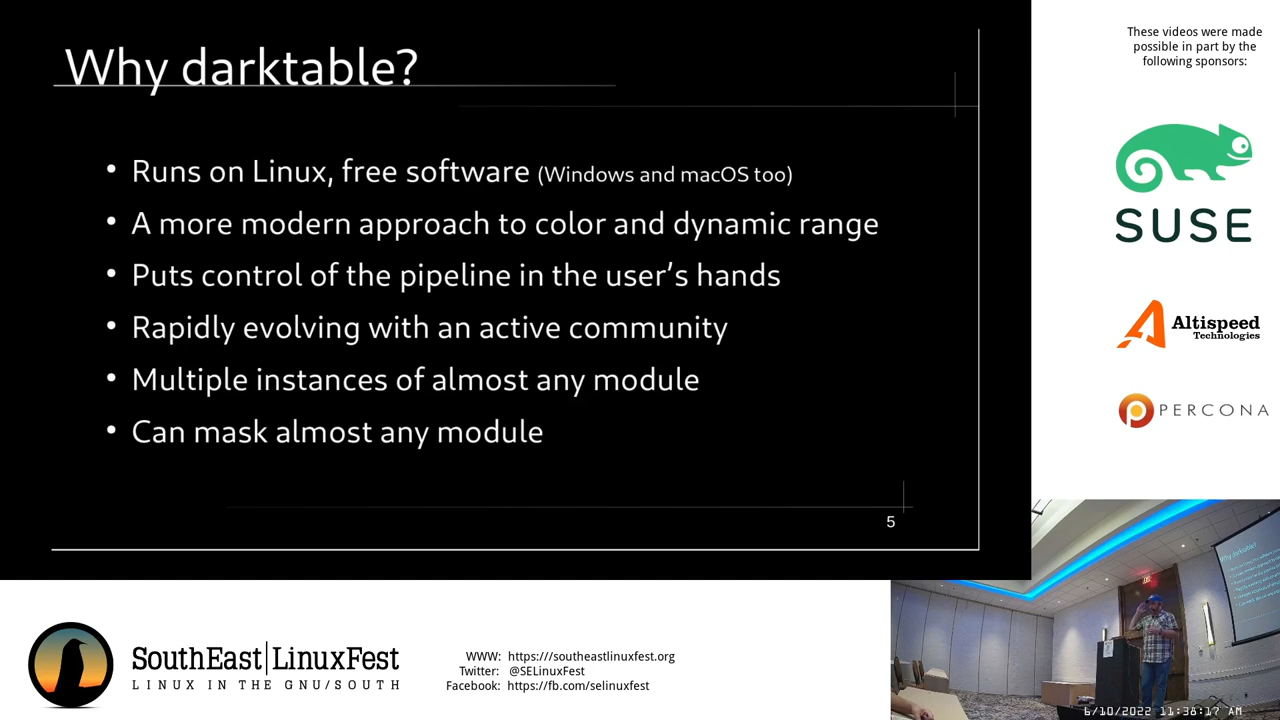 Why darktable?
• Runs on Linux, free software (Windows and macOS too)
• A more modern approach to color and dynamic range
• Puts control of the pipeline in the user's hands
• Rapidly evolving with an active community
• Multiple instances of almost any module
• Can mask almost any module
5
These videos were made
possible in part by the
following sponsors:
SUSE
Altispeed
Technologies
PERCONA
Why darktable?
6/10/2022 11:38:17 AM
SouthEast|LinuxFest
LINUX IN THE GNU/SOUTH
WWW: https:///southeastlinuxfest.org
Twitter: @SELinuxFest
Facebook: https://fb.com/selinuxfest